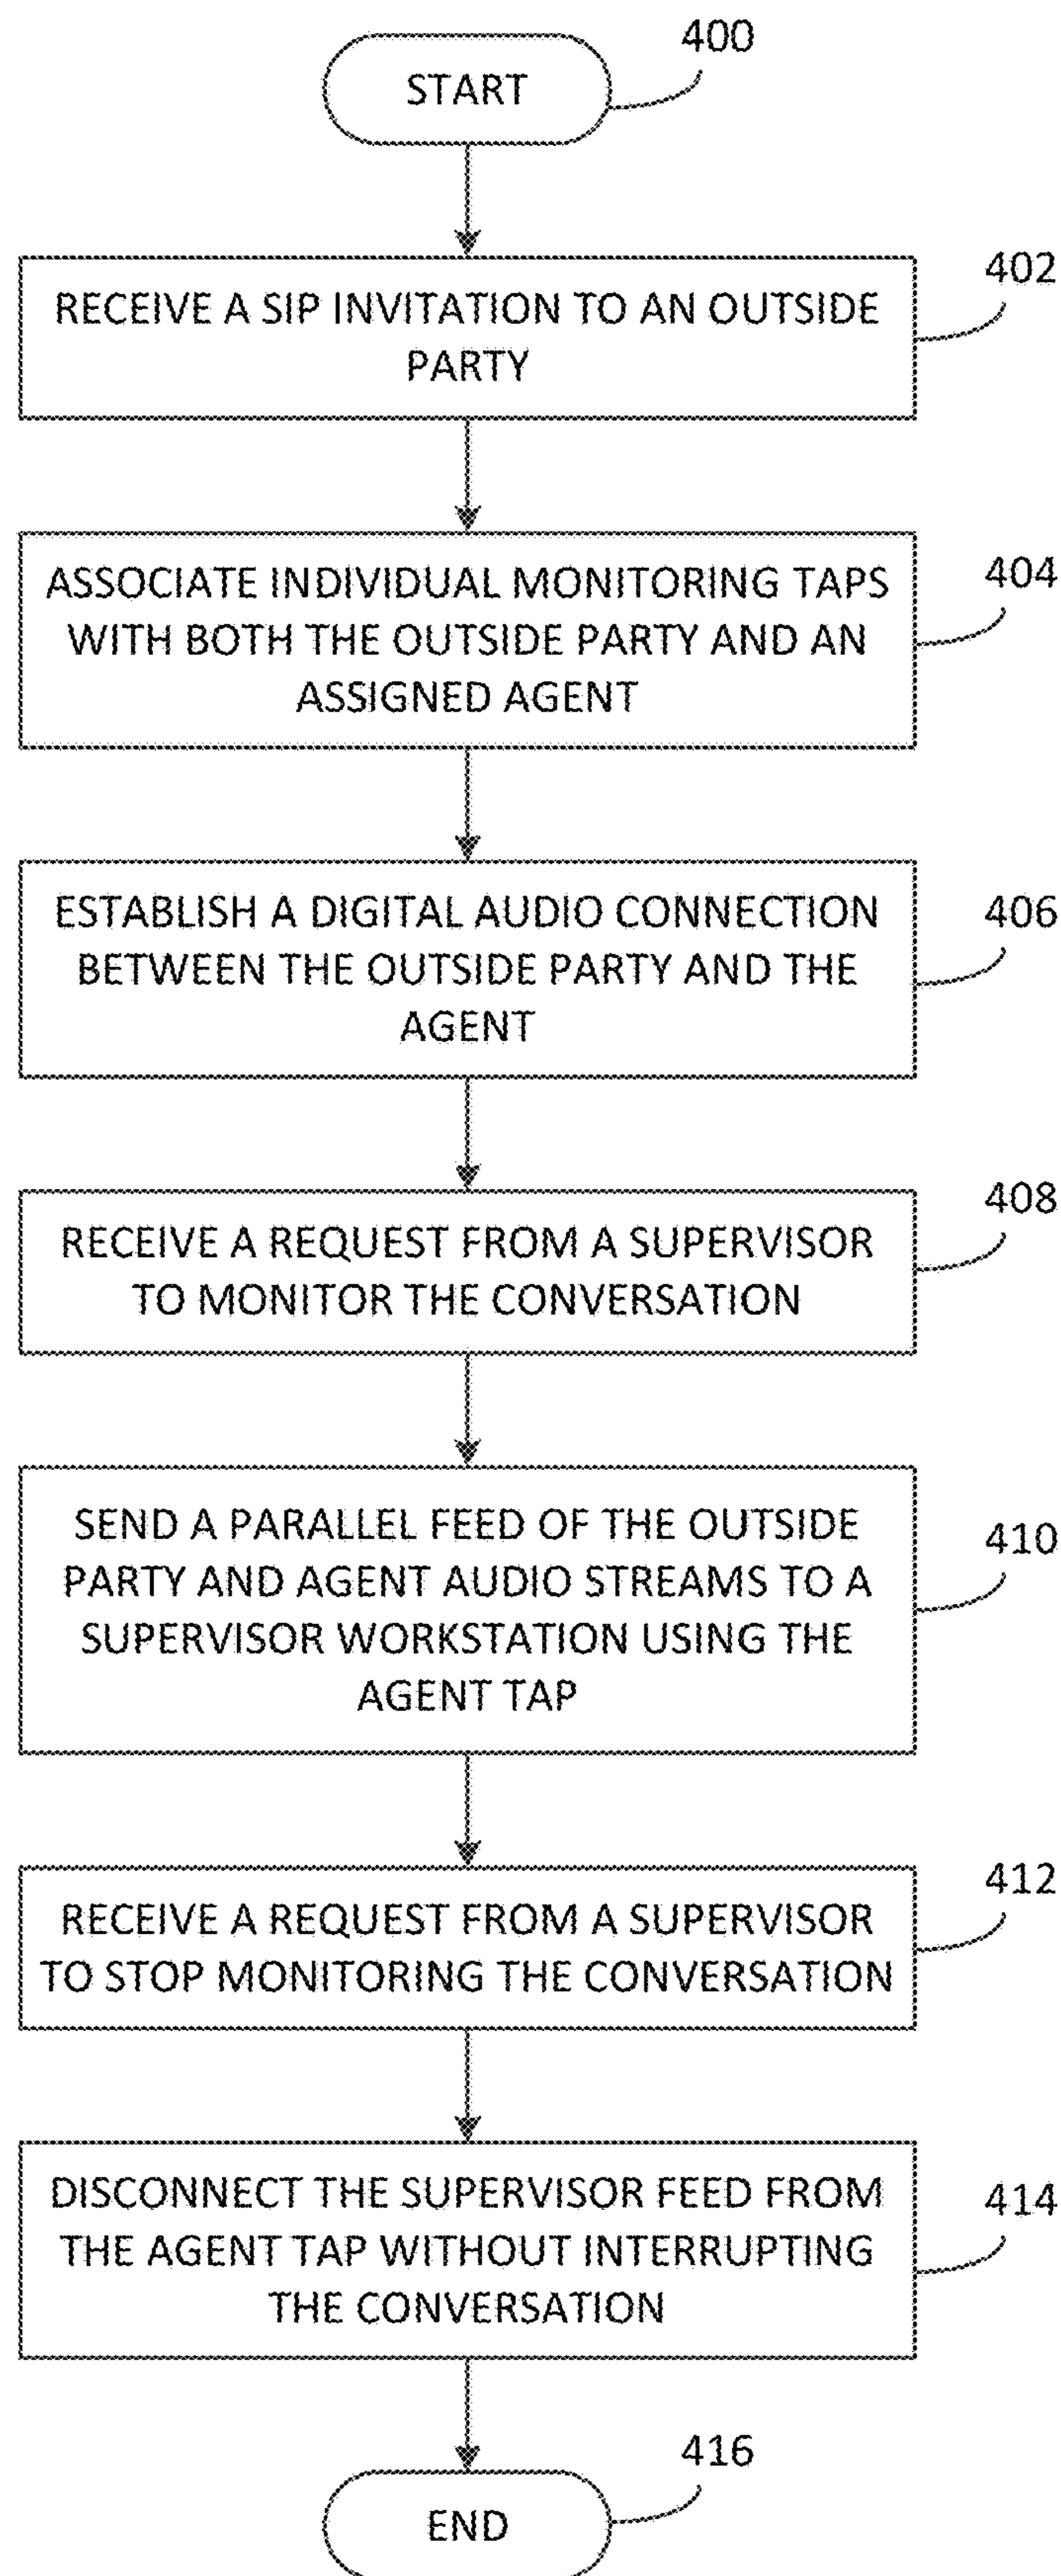 400
START
402
RECEIVE A SIP INVITATION TO AN OUTSIDE
PARTY
404
ASSOCIATE INDIVIDUAL MONITORING TAPS
WITH BOTH THE OUTSIDE PARTY AND AN
ASSIGNED AGENT
406
ESTABLISH A DIGITAL AUDIO CONNECTION
BETWEEN THE OUTSIDE PARTY AND THE
AGENT
408
RECEIVE A REQUEST FROM A SUPERVISOR
TO MONITOR THE CONVERSATION
410
SEND A PARALLEL FEED OF THE OUTSIDE
PARTY AND AGENT AUDIO STREAMS TO A
SUPERVISOR WORKSTATION USING THE
AGENT TAP
412
RECEIVE A REQUEST FROM A SUPERVISOR
TO STOP MONITORING THE CONVERSATION
414
DISCONNECT THE SUPERVISOR FEED FROM
THE AGENT TAP WITHOUT INTERRUPTING
THE CONVERSATION
416
END